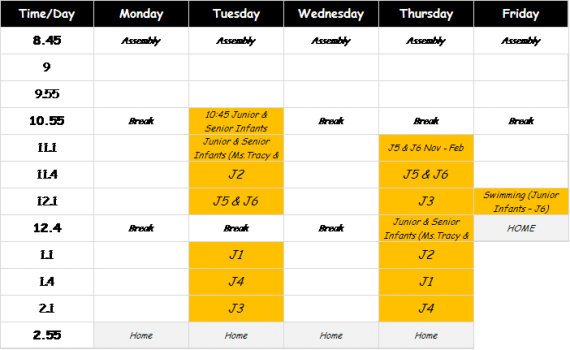 Time/Day Monday Tuesday Wednesday Thursday Friday
8.45 Assembly Assembly Assembly Assembly Assembly
9
9.55
10.55 Break 10:45 Junior & Senior Infants Break Break Break
11.1 Junior & Senior Infants (Ms.Tracy & J5 & J6 Nov - Feb
11.4 J2 J5 & J6
12.1 J5 & J6 J3 Swimming (Junior Infants - J6)
12.4 Break Break Break Junior & Senior Infants (Ms.Tracy & HOME
1.1 J1 J2
1.4 J4 J1
2.1 J3 J4
2.55 Home Home Home Home